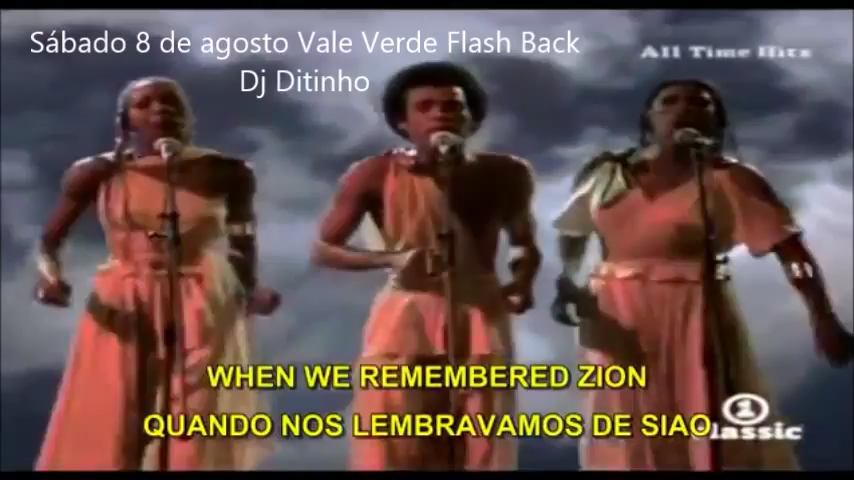 Sábado 8 de agosto Vale Verde Flash Back
Dj Ditinho
All Time Hits
WHEN WE REMEMBERED ZION
QUANDO NOS LEMBRAVAMOS DE SIAO
1
Classic